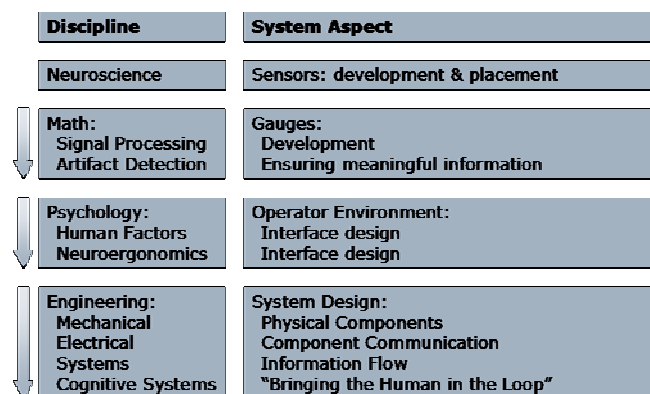 Discipline
System Aspect
Neuroscience
Sensors: development & placement
Math:
Signal Processing
Artifact Detection
Gauges:
Development
Ensuring meaningful information
Psychology:
Human Factors
Neuroergonomics
Operator Environment:
Interface design
Interface design
Engineering:
Mechanical
Electrical
Systems
Cognitive Systems
System Design:
Physical Components
Component Communication
Information Flow
“Bringing the Human in the Loop”